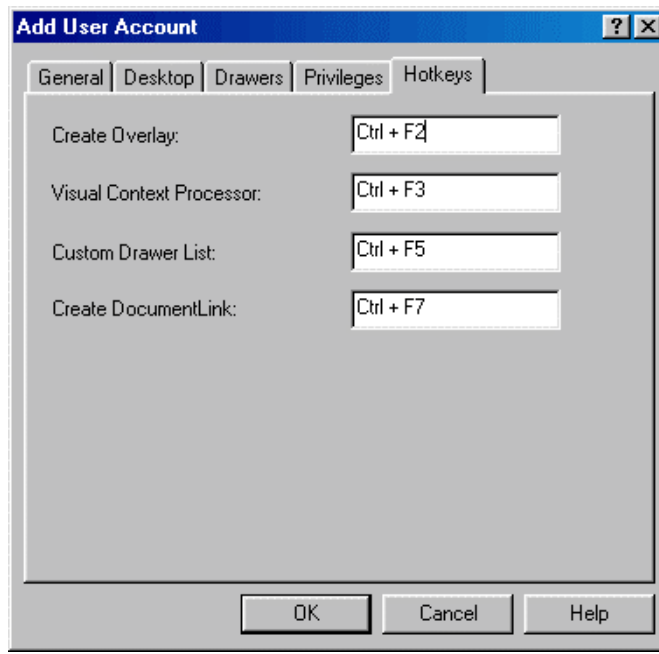 Add User Account
General Desktop Drawers Privileges Hotkeys
Create Overlay: Ctrl + F2
Visual Context Processor: Ctrl + F3
Custom Drawer List: Ctrl + F5
Create DocumentLink: Ctrl + F7
OK Cancel Help